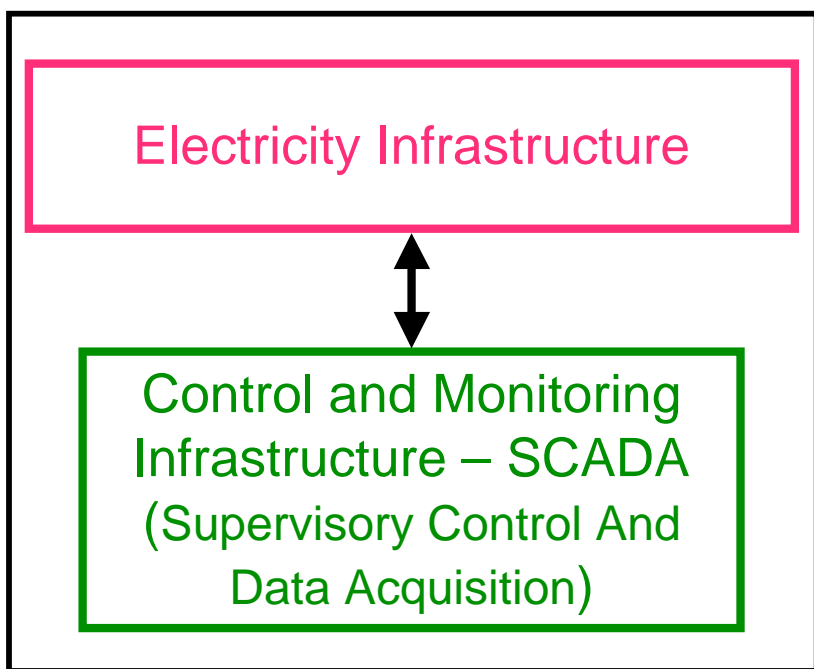 Electricity Infrastructure
Control and Monitoring
Infrastructure – SCADA
(Supervisory Control And
Data Acquisition)